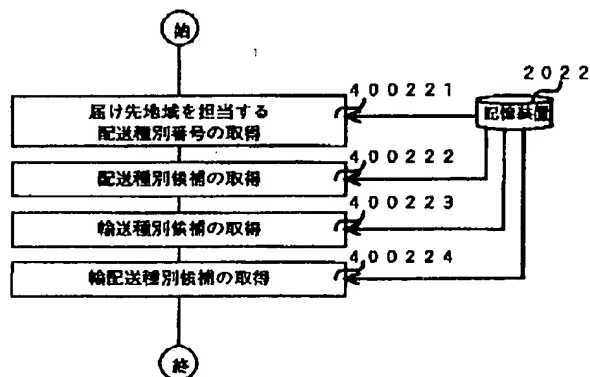 始
2022
400221
記憶装置
届け先地域を担当する
配送種別番号の取得
400222
配送種別候補の取得
400223
輸送種別候補の取得
400224
輸配送種別候補の取得
終